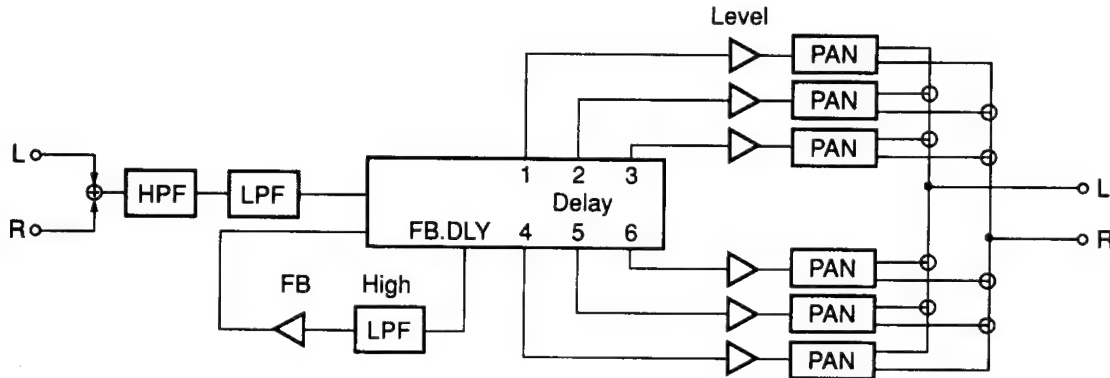 Level
PAN
PAN
PAN
L
R
HPF
LPF
1 2 3
Delay
FB.DLY 4 5 6
L
R
FB
High
LPF
PAN
PAN
PAN